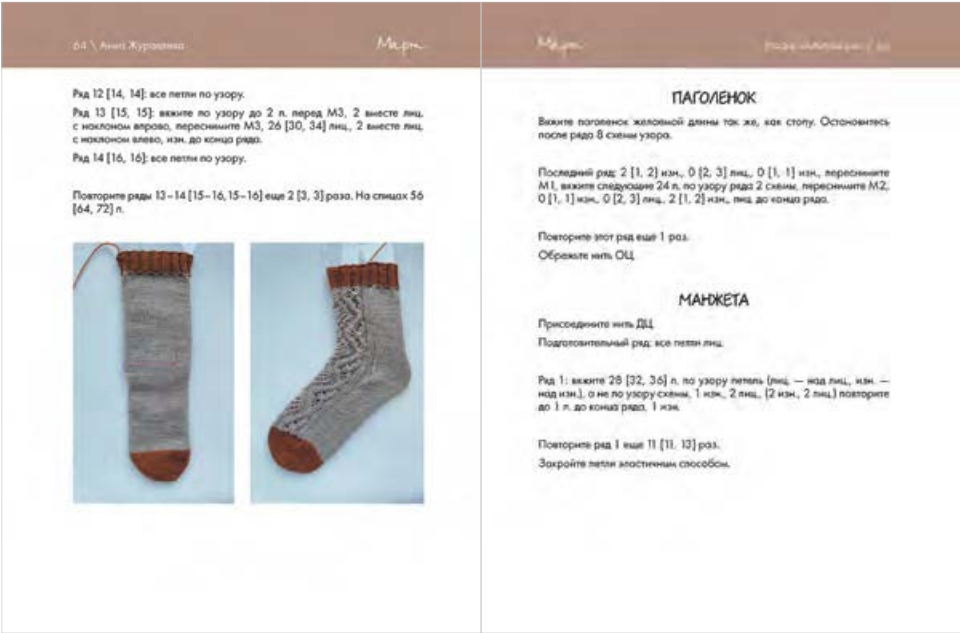 64 \ Анна Журавлева
Март
Ряд 12 [14, 14]: все петли по узору.
Ряд 13 [15, 15]: вяжите по узору до 2 п. перед М3, 2 вместе лиц.
с наклоном вправо, переснимите М3, 26 [30, 34] лиц., 2 вместе лиц.
с наклоном влево, изн. до конца ряда.
Ряд 14 [16, 16]: все петли по узору.
Повторите ряды 13–14 [15–16, 15–16] еще 2 [3, 3] раза. На спицах 56
[64, 72] п.
Март
ПАГОЛЕНОК
Вяжите паголенок желаемой длины так же, как стопу. Остановитесь
после ряда 8 схемы узора.
Последний ряд: 2 [1, 2] изн., 0 [2, 3] лиц., 0 [1, 1] изн., переснимите
М1, вяжите следующие 24 п. по узору ряда 2 схемы, переснимите М2,
0 [1, 1] изн., 0 [2, 3] лиц., 2 [1, 2] изн., лиц. до конца ряда.
Повторите этот ряд еще 1 раз.
Обрежьте нить ОЦ.
МАНЖЕТА
Присоедините нить ДЦ.
Подготовительный ряд: все петли лиц.
Ряд 1: вяжите 28 [32, 36] п. по узору петель (лиц. — над лиц., изн. —
над изн.), а не по узору схемы, 1 изн., 2 лиц., (2 изн., 2 лиц.) повторите
до 1 п. до конца ряда, 1 изн.
Повторите ряд 1 еще 11 [11, 13] раз.
Закройте петли эластичным способом.